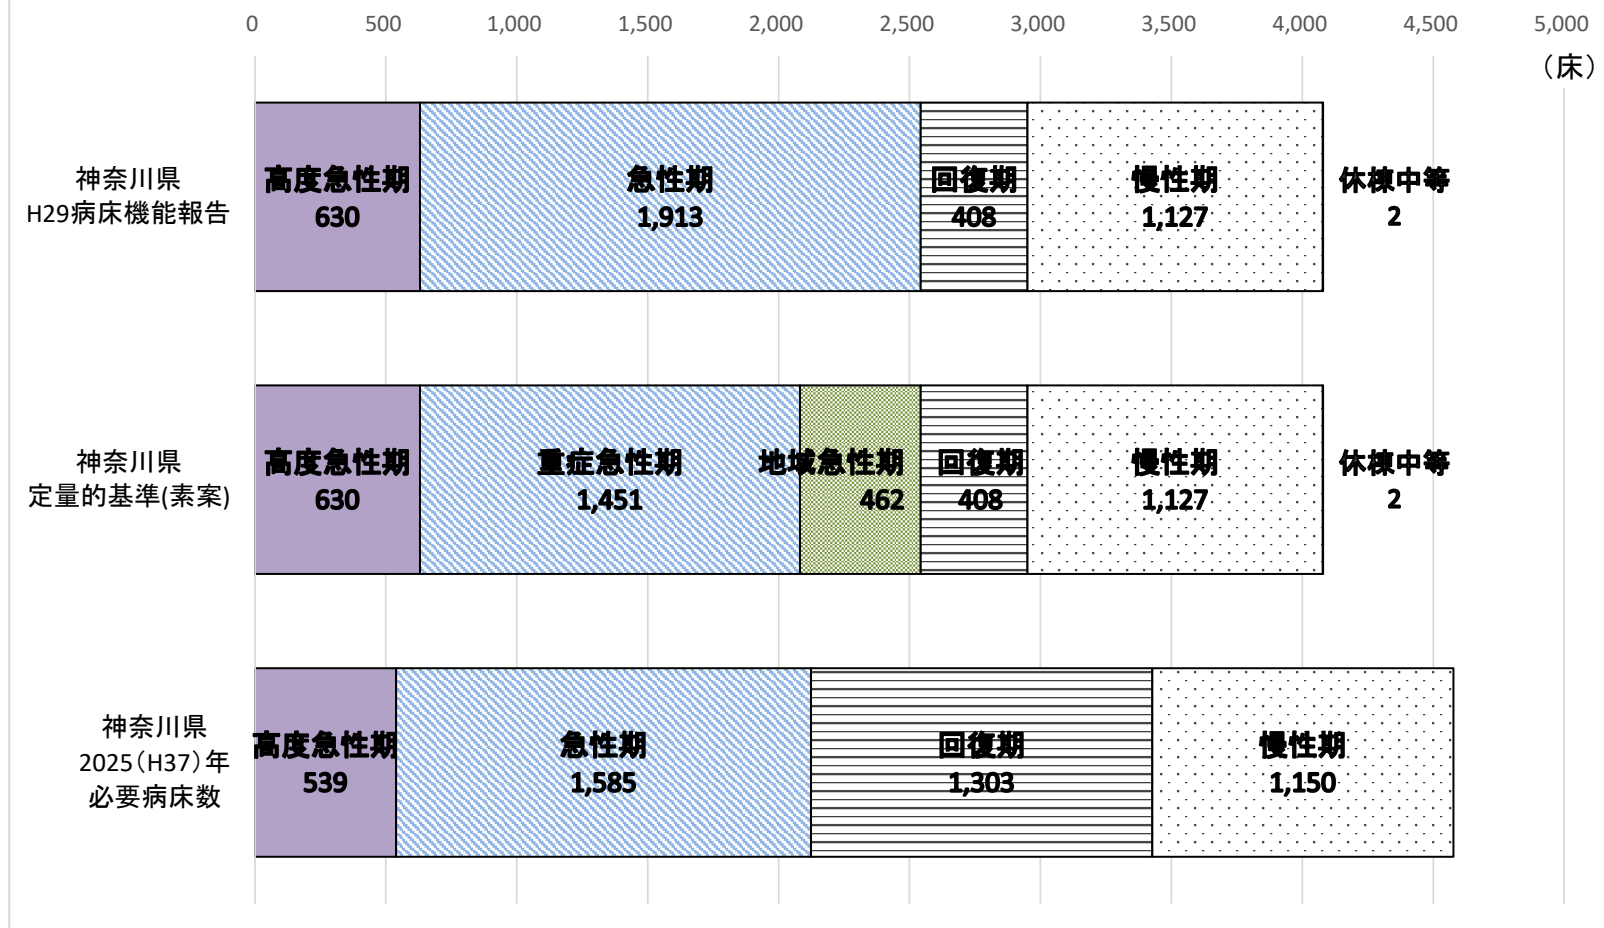 0 500 1,000 1,500 2,000 2,500 3,000 3,500 4,000 4,500 5,000
（床）
神奈川県
H29病床機能報告
高度急性期
630
急性期
1,913
回復期
408
慢性期
1,127
休棟中等
2
神奈川県
定量的基準(素案)
高度急性期
630
重症急性期
1,451
地域急性期
462
回復期
408
慢性期
1,127
休棟中等
2
神奈川県
2025（H37）年
必要病床数
高度急性期
539
急性期
1,585
回復期
1,303
慢性期
1,150